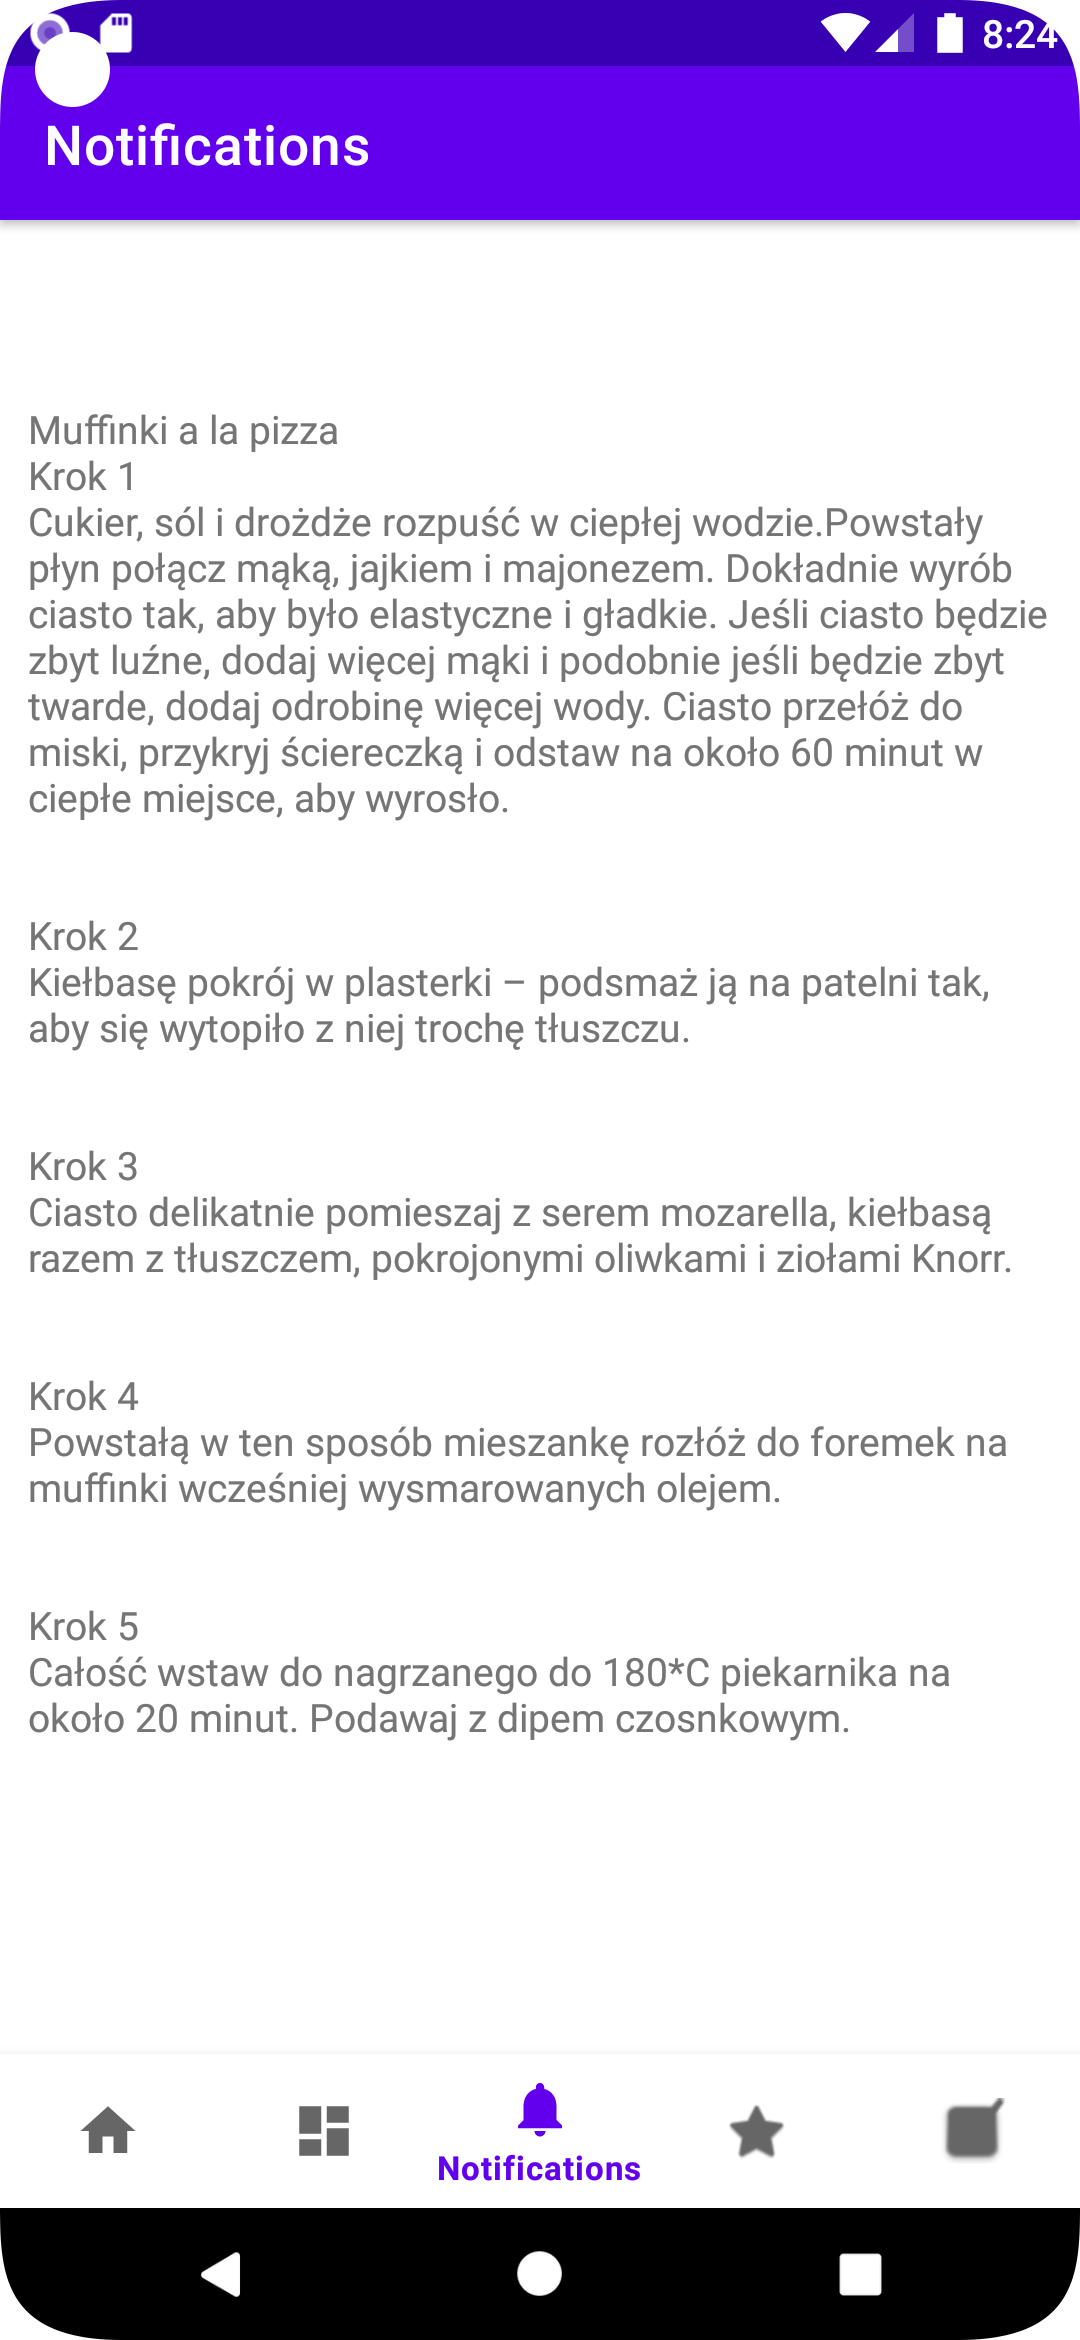 8:24
Notifications
Muffinki a la pizza
Krok 1
Cukier, sól i drożdże rozpuść w ciepłej wodzie.Powstały
płyn połącz mąką, jajkiem i majonezem. Dokładnie wyrób
ciasto tak, aby było elastyczne i gładkie. Jeśli ciasto będzie
zbyt luźne, dodaj więcej mąki i podobnie jeśli będzie zbyt
twarde, dodaj odrobinę więcej wody. Ciasto przełóż do
miski, przykryj ściereczką i odstaw na około 60 minut w
ciepłe miejsce, aby wyrosło.
Krok 2
Kiełbasę pokrój w plasterki – podsmaż ją na patelni tak,
aby się wytopiło z niej trochę tłuszczu.
Krok 3
Ciasto delikatnie pomieszaj z serem mozarella, kiełbasą
razem z tłuszczem, pokrojonymi oliwkami i ziołami Knorr.
Krok 4
Powstałą w ten sposób mieszankę rozłóż do foremek na
muffinki wcześniej wysmarowanych olejem.
Krok 5
Całość wstaw do nagrzanego do 180*C piekarnika na
około 20 minut. Podawaj z dipem czosnkowym.
Notifications